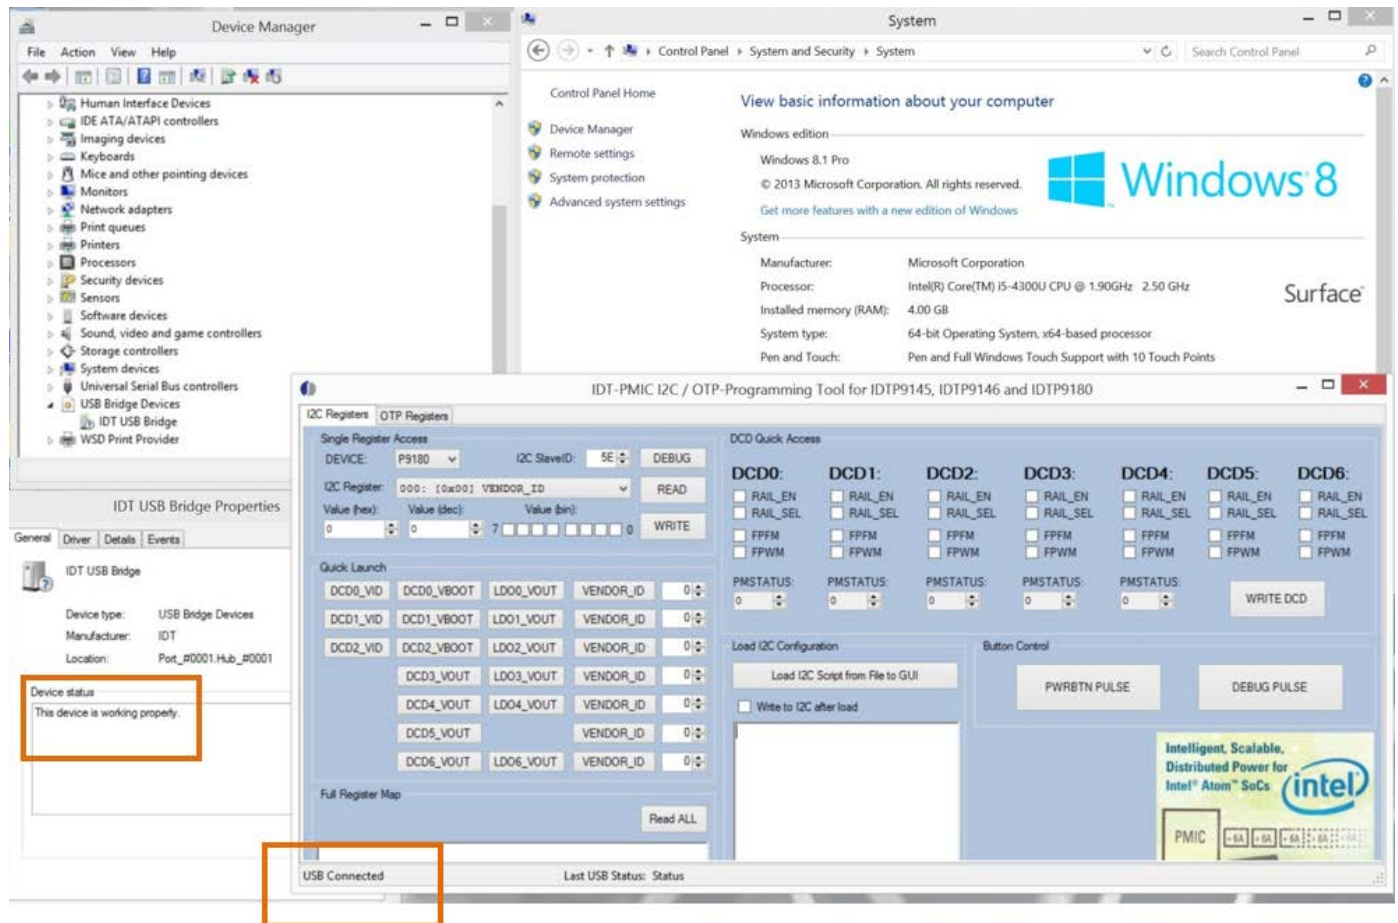 Device Manager
File Action View Help
Human Interface Devices
IDE ATA/ATAPI controllers
Imaging devices
Keyboards
Mice and other pointing devices
Monitors
Network adapters
Print queues
Printers
Processors
Security devices
Sensors
Software devices
Sound, video and game controllers
Storage controllers
System devices
Universal Serial Bus controllers
USB Bridge Devices
IDT USB Bridge
WSD Print Provider
System
Control Panel System and Security System
Search Control Panel
Control Panel Home
Device Manager
Remote settings
System protection
Advanced system settings
View basic information about your computer
Windows edition
Windows 8.1 Pro
© 2013 Microsoft Corporation. All rights reserved.
Get more features with a new edition of Windows
Windows 8
System
Manufacturer: Microsoft Corporation
Processor: Intel(R) Core(TM) i5-4300U CPU @ 1.90GHz 2.50 GHz
Installed memory (RAM): 4.00 GB
System type: 64-bit Operating System, x64-based processor
Pen and Touch: Pen and Full Windows Touch Support with 10 Touch Points
Surface
IDT USB Bridge Properties
General Driver Details Events
IDT USB Bridge
Device type: USB Bridge Devices
Manufacturer: IDT
Location: Port_#0001.Hub_#0001
Device status
This device is working properly.
IDT-PMIC I2C / OTP-Programming Tool for IDTP9145, IDTP9146 and IDTP9180
I2C Registers OTP Registers
Single Register Access
DEVICE: P9180 I2C SlaveID: 5E DEBUG
I2C Register: 000: [0x00] VENDOR_ID READ
Value (hex): Value (dec): Value (bin):
0 0 7 0 WRITE
Quick Launch
DCD0_VID DCD0_VBOOT LDO0_VOUT VENDOR_ID 0
DCD1_VID DCD1_VBOOT LDO1_VOUT VENDOR_ID 0
DCD2_VID DCD2_VBOOT LDO2_VOUT VENDOR_ID 0
DCD3_VOUT LDO3_VOUT VENDOR_ID 0
DCD4_VOUT LDO4_VOUT VENDOR_ID 0
DCD5_VOUT VENDOR_ID 0
DCD6_VOUT LDO6_VOUT VENDOR_ID 0
Full Register Map
Read ALL
DCD Quick Access
DCD0: DCD1: DCD2: DCD3: DCD4: DCD5: DCD6:
RAIL_EN RAIL_EN RAIL_EN RAIL_EN RAIL_EN RAIL_EN RAIL_EN
RAIL_SEL RAIL_SEL RAIL_SEL RAIL_SEL RAIL_SEL RAIL_SEL RAIL_SEL
FPFM FPFM FPFM FPFM FPFM FPFM FPFM
FPWM FPWM FPWM FPWM FPWM FPWM FPWM
PMSTATUS: PMSTATUS: PMSTATUS: PMSTATUS: PMSTATUS:
0 0 0 0 0 WRITE DCD
Load I2C Configuration
Load I2C Script from File to GUI
Write to I2C after load
Button Control
PWRBTN PULSE DEBUG PULSE
Intelligent, Scalable,
Distributed Power for
Intel® Atom™ SoCs
intel
PMIC +6A +6A +6A +6A
USB Connected Last USB Status: Status